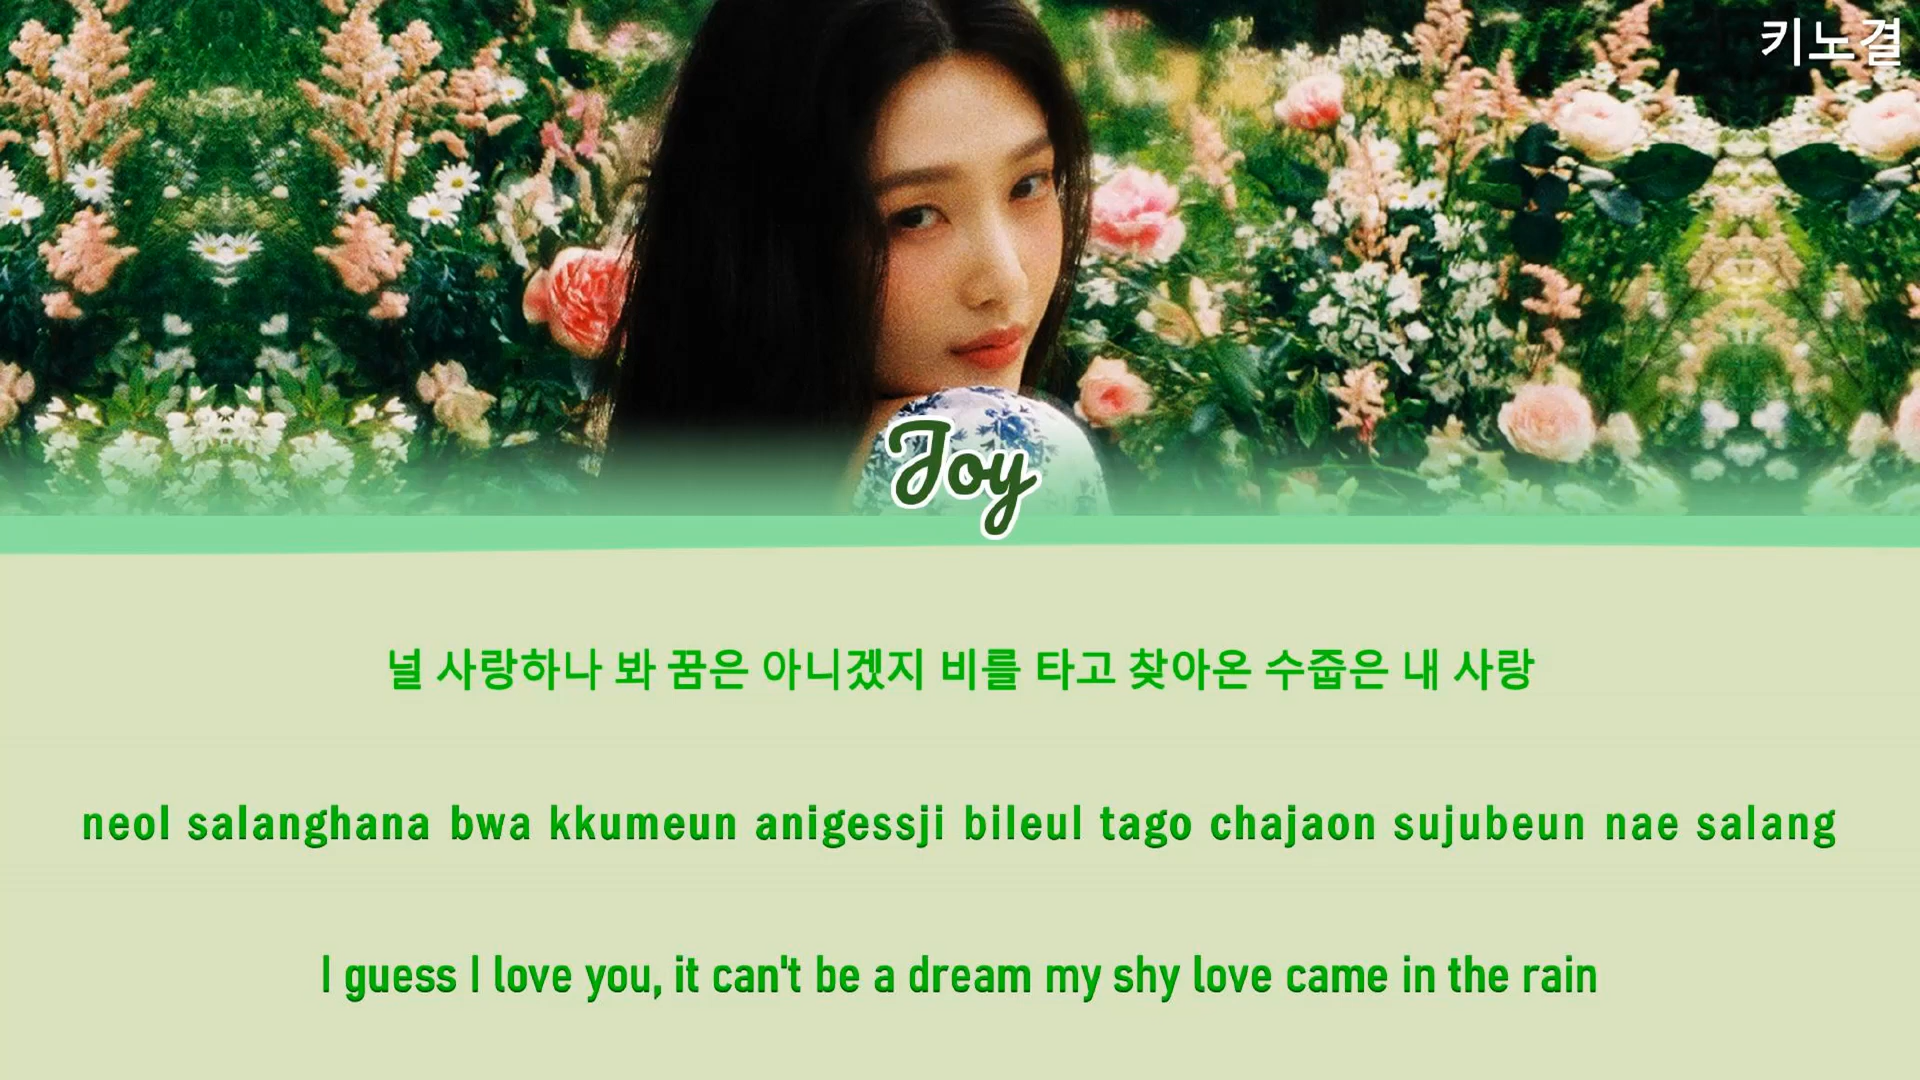 키노결
Joy
널 사랑하나 봐 꿈은 아니겠지 비를 타고 찾아온 수줍은 내 사랑
neol salanghana bwa kkumeun anigessji bileul tago chajaon sujubeun nae salang
I guess I love you, it can't be a dream my shy love came in the rain